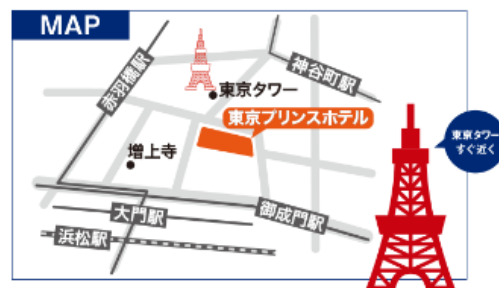 MAP
赤羽橋駅
神谷町駅
東京タワー
東京プリンスホテル
増上寺
東京タワー
すぐ近く
大門駅
御成門駅
浜松駅